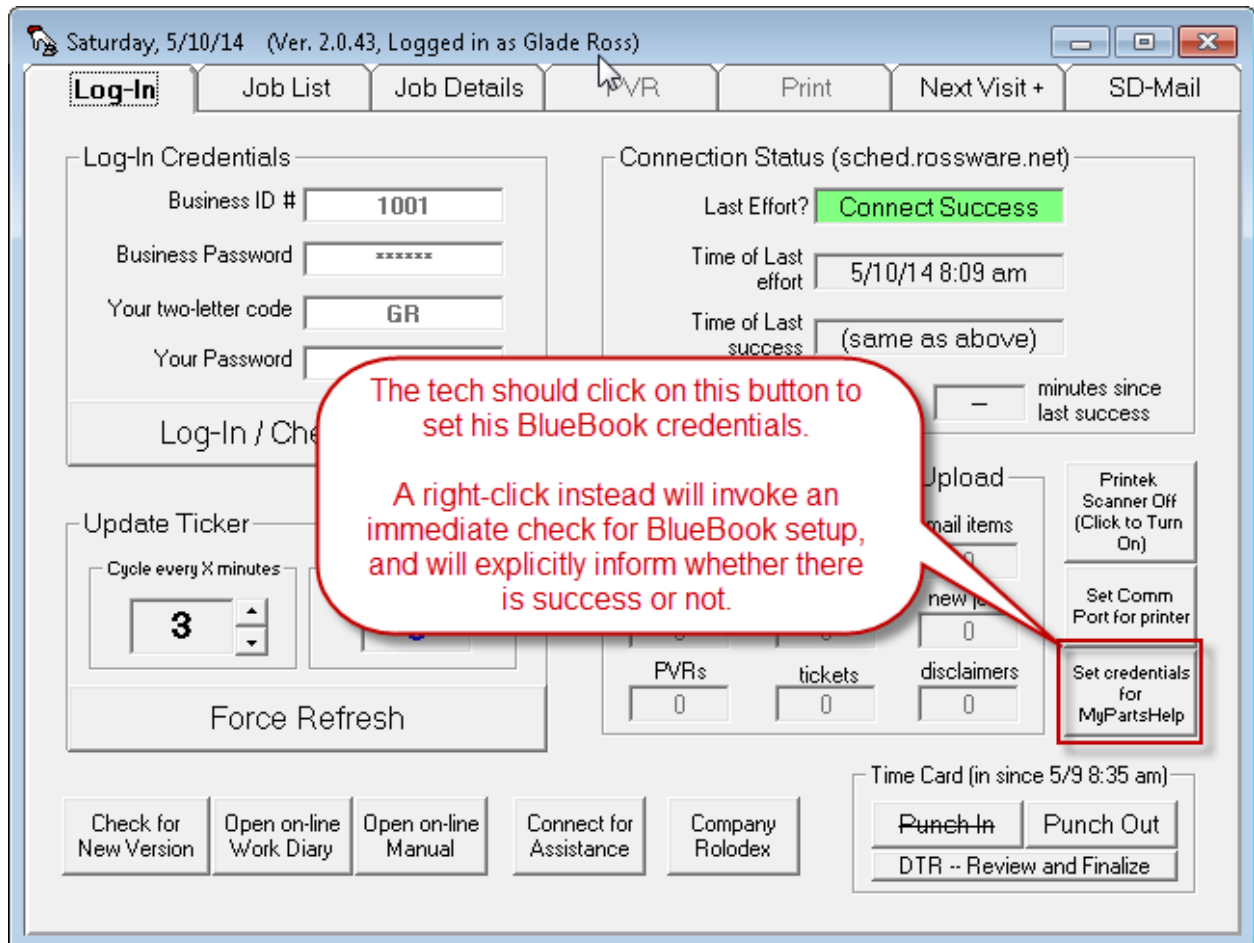 Saturday, 5/10/14 (Ver. 2.0.43, Logged in as Glade Ross)
Log-In Job List Job Details PVR Print Next Visit + SD-Mail
Log-In Credentials
Business ID # 1001
Business Password ******
Your two-letter code GR
Your Password
Log-In /
Connection Status (sched.rossware.net)
Last Effort? Connect Success
Time of Last
effort 5/10/14 8:09 am
Time of Last
success (same as above)
– minutes since
last success
The tech should click on this button to
set his BlueBook credentials.
A right-click instead will invoke an
immediate check for BlueBook setup,
and will explicitly inform whether there
is success or not.
Update Ticker
Cycle every X minutes
3
Force Refresh
Upload
mail items
new
0
PVRs tickets disclaimers
0 0 0
Printek
Scanner Off
(Click to Turn
On)
Set Comm
Port for printer
Set credentials
for
MyPartsHelp
Check for
New Version
Open on-line
Work Diary
Open on-line
Manual
Connect for
Assistance
Company
Rolodex
Time Card (in since 5/9 8:35 am)
Punch In Punch Out
DTR -- Review and Finalize